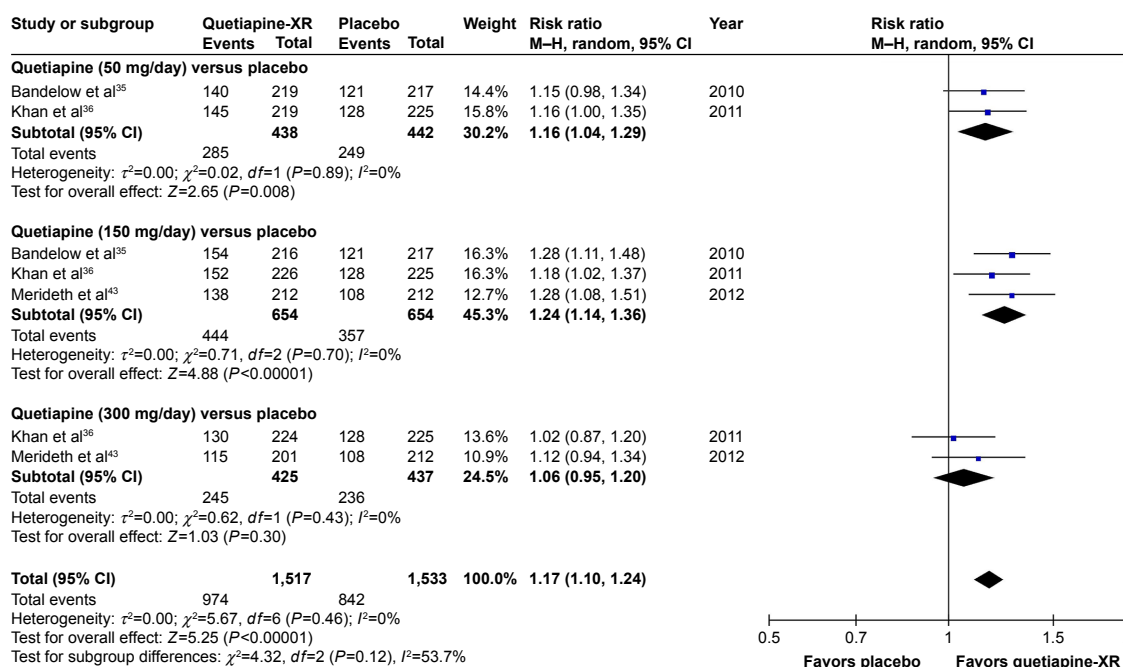 Study or subgroup Quetiapine-XR Placebo Weight Risk ratio Year Risk ratio
Events Total Events Total M–H, random, 95% CI M–H, random, 95% CI
Quetiapine (50 mg/day) versus placebo
Bandelow et al³⁵ 140 219 121 217 14.4% 1.15 (0.98, 1.34) 2010
Khan et al³⁶ 145 219 128 225 15.8% 1.16 (1.00, 1.35) 2011
Subtotal (95% CI) 438 442 30.2% 1.16 (1.04, 1.29)
Total events 285 249
Heterogeneity: τ²=0.00; χ²=0.02, df=1 (P=0.89); I²=0%
Test for overall effect: Z=2.65 (P=0.008)
Quetiapine (150 mg/day) versus placebo
Bandelow et al³⁵ 154 216 121 217 16.3% 1.28 (1.11, 1.48) 2010
Khan et al³⁶ 152 226 128 225 16.3% 1.18 (1.02, 1.37) 2011
Merideth et al⁴³ 138 212 108 212 12.7% 1.28 (1.08, 1.51) 2012
Subtotal (95% CI) 654 654 45.3% 1.24 (1.14, 1.36)
Total events 444 357
Heterogeneity: τ²=0.00; χ²=0.71, df=2 (P=0.70); I²=0%
Test for overall effect: Z=4.88 (P<0.00001)
Quetiapine (300 mg/day) versus placebo
Khan et al³⁶ 130 224 128 225 13.6% 1.02 (0.87, 1.20) 2011
Merideth et al⁴³ 115 201 108 212 10.9% 1.12 (0.94, 1.34) 2012
Subtotal (95% CI) 425 437 24.5% 1.06 (0.95, 1.20)
Total events 245 236
Heterogeneity: τ²=0.00; χ²=0.62, df=1 (P=0.43); I²=0%
Test for overall effect: Z=1.03 (P=0.30)
Total (95% CI) 1,517 1,533 100.0% 1.17 (1.10, 1.24)
Total events 974 842
Heterogeneity: τ²=0.00; χ²=5.67, df=6 (P=0.46); I²=0%
Test for overall effect: Z=5.25 (P<0.00001)
Test for subgroup differences: χ²=4.32, df=2 (P=0.12), I²=53.7%
0.5 0.7 1 1.5
Favors placebo Favors quetiapine-XR